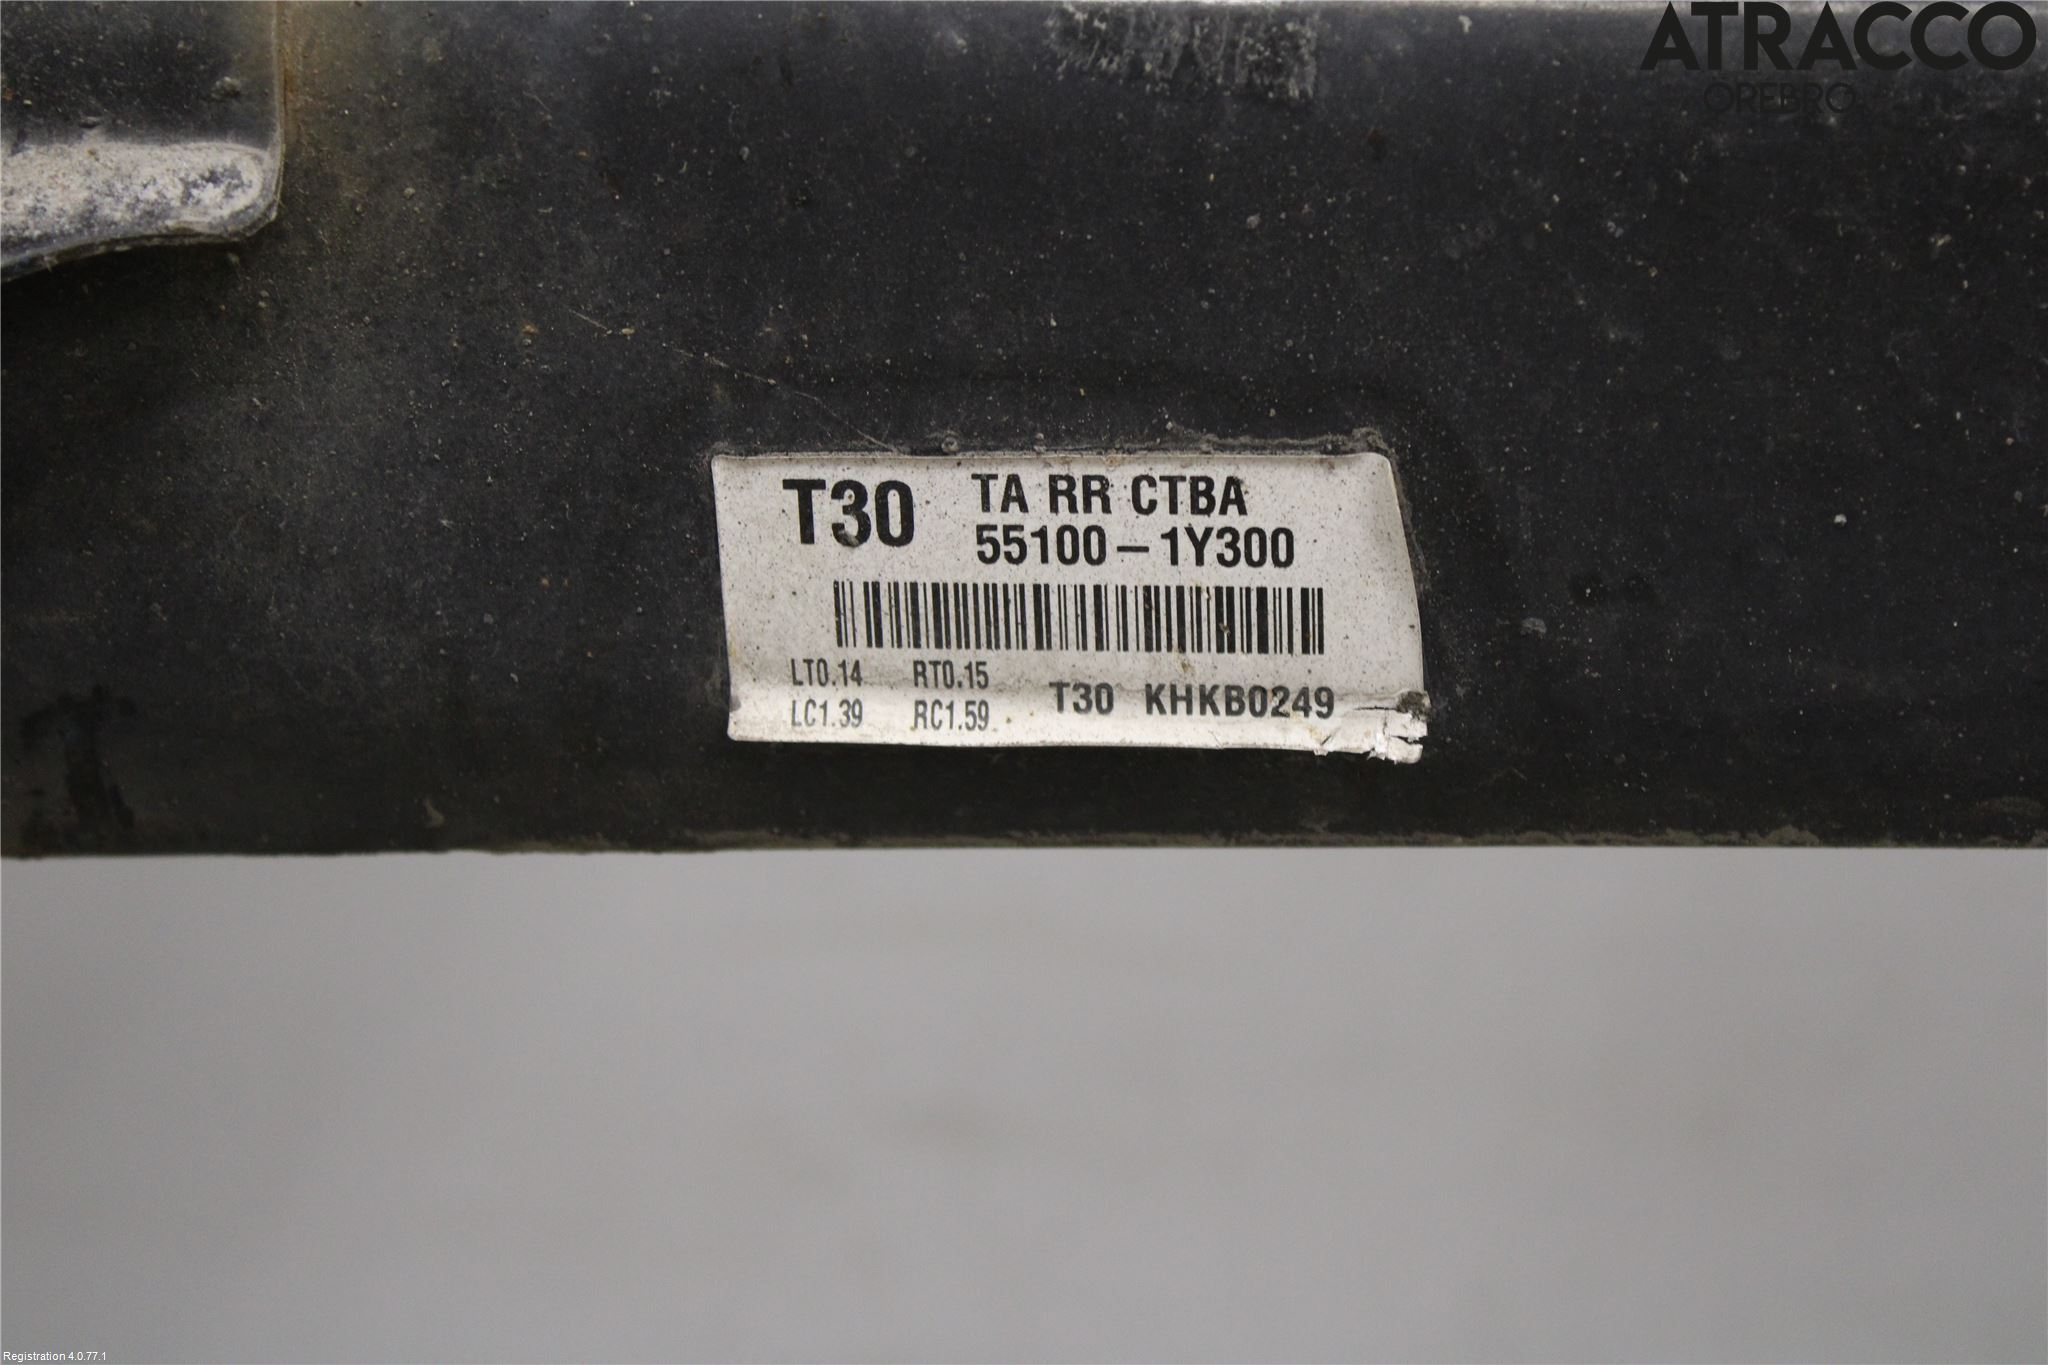 ATRACCO
ÖREBRO
T30
TA RR CTBA
55100-1Y300
LT0.14 RT0.15
LC1.39 RC1.59
T30 KHKB0249
Registration 4.0.77.1